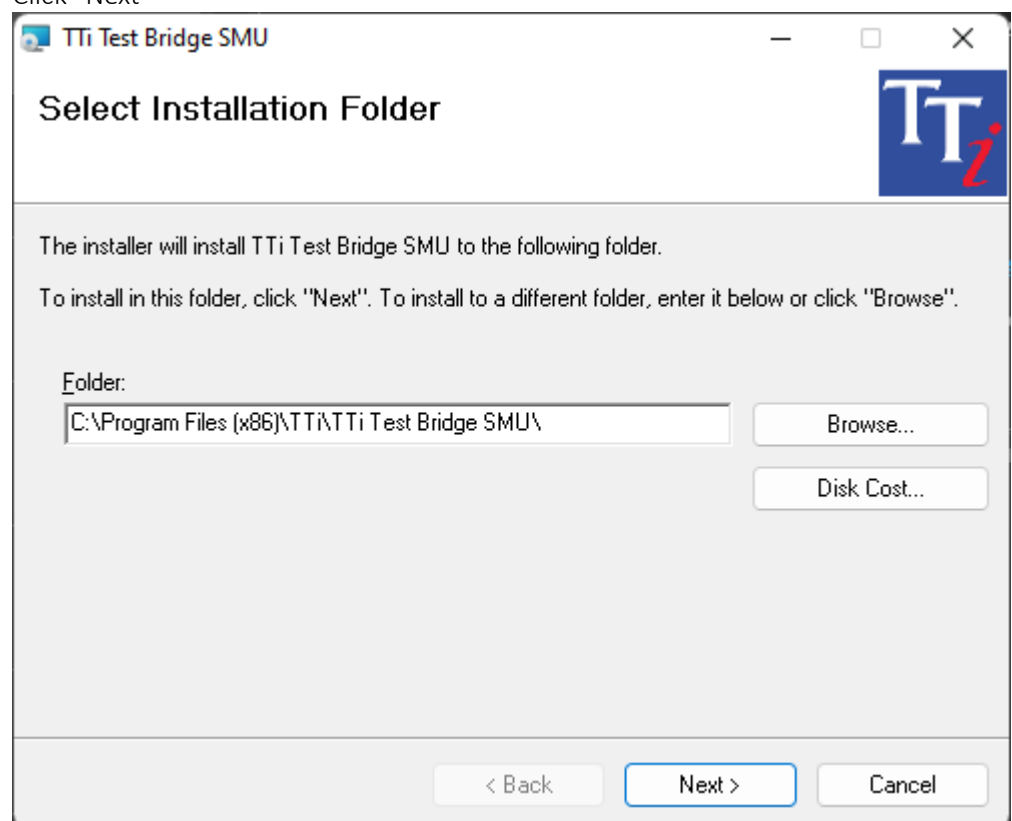 Click "Next"
TTi Test Bridge SMU
Select Installation Folder
TTi
The installer will install TTi Test Bridge SMU to the following folder.
To install in this folder, click "Next". To install to a different folder, enter it below or click "Browse".
Folder:
C:\Program Files (x86)\TTi\TTi Test Bridge SMU\
Browse...
Disk Cost...
< Back
Next >
Cancel